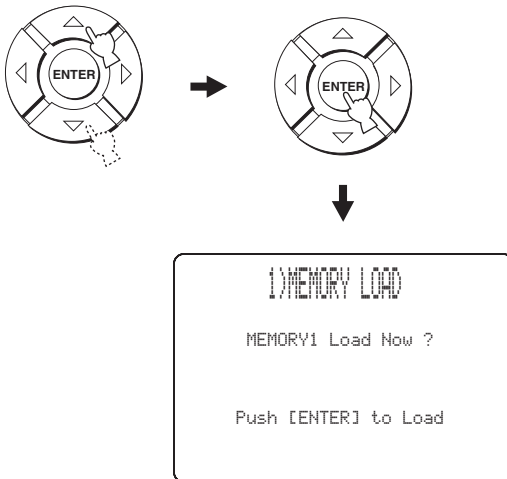 ENTER
ENTER
1)MEMORY LOAD
MEMORY1 Load Now ?
Push [ENTER] to Load